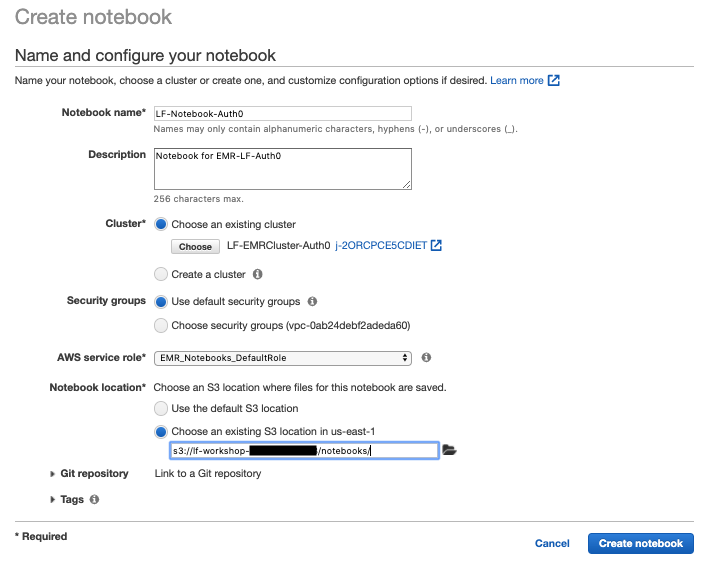 Create notebook
Name and configure your notebook
Name your notebook, choose a cluster or create one, and customize configuration options if desired. Learn more
Notebook name* LF-Notebook-Auth0
Names may only contain alphanumeric characters, hyphens (-), or underscores (_).
Description Notebook for EMR-LF-Auth0
256 characters max.
Cluster* Choose an existing cluster
Choose LF-EMRCluster-Auth0 j-2ORCPCE5CDIET
Create a cluster
Security groups Use default security groups
Choose security groups (vpc-0ab24debf2adeda60)
AWS service role* EMR_Notebooks_DefaultRole
Notebook location* Choose an S3 location where files for this notebook are saved.
Use the default S3 location
Choose an existing S3 location in us-east-1
s3://lf-workshop- /notebooks/
Git repository Link to a Git repository
Tags
* Required
Cancel Create notebook